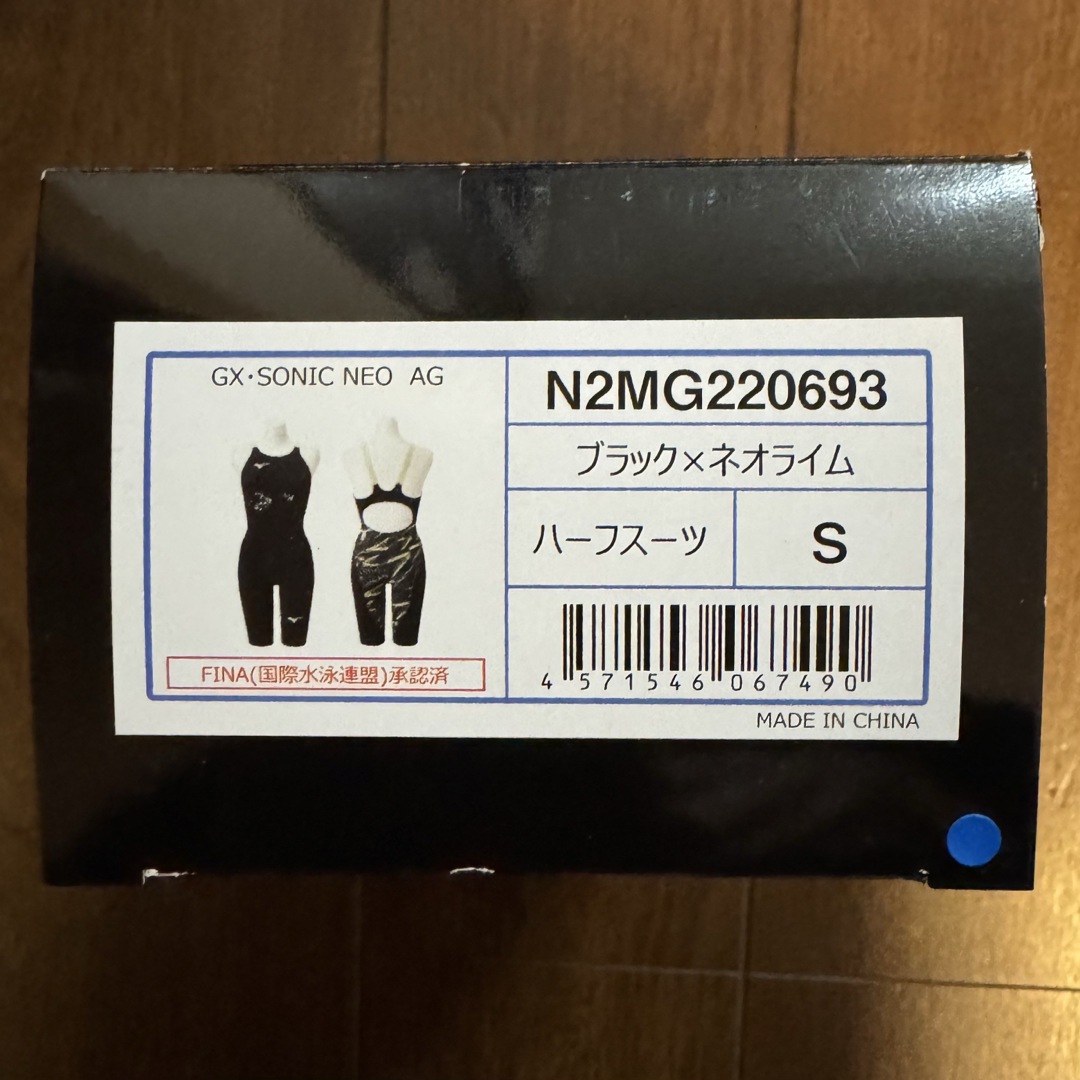 GX・SONIC NEO AG
N2MG220693
ブラック×ネオライム
ハーフスーツ
S
FINA(国際水泳連盟)承認済
4 571546 067490
MADE IN CHINA